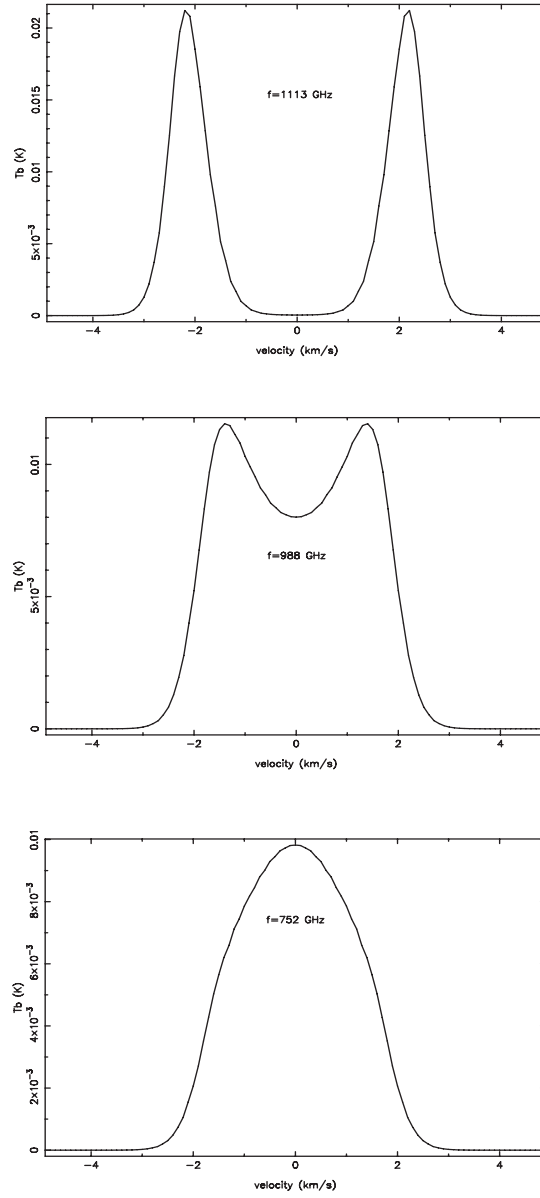 0.02
0.015
0.01
5×10⁻³
0
Tb (K)
f=1113 GHz
−4 −2 0 2 4
velocity (km/s)
0.01
5×10⁻³
0
Tb (K)
f=988 GHz
−4 −2 0 2 4
velocity (km/s)
0.01
8×10⁻³
6×10⁻³
4×10⁻³
2×10⁻³
0
Tb (K)
f=752 GHz
−4 −2 0 2 4
velocity (km/s)